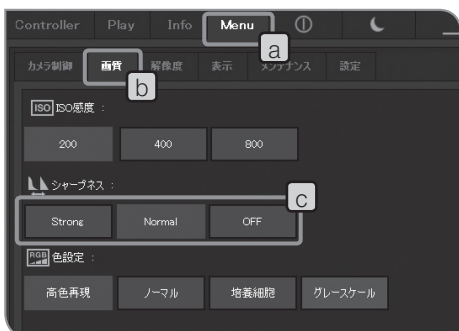 Controller Play Info Menu
a
カメラ制御 画質 解像度 表示 メンテナンス 設定
b
ISO ISO感度 :
200 400 800
シャープネス :
c
Strong Normal OFF
RGB 色設定 :
高色再現 ノーマル 培養細胞 グレースケール